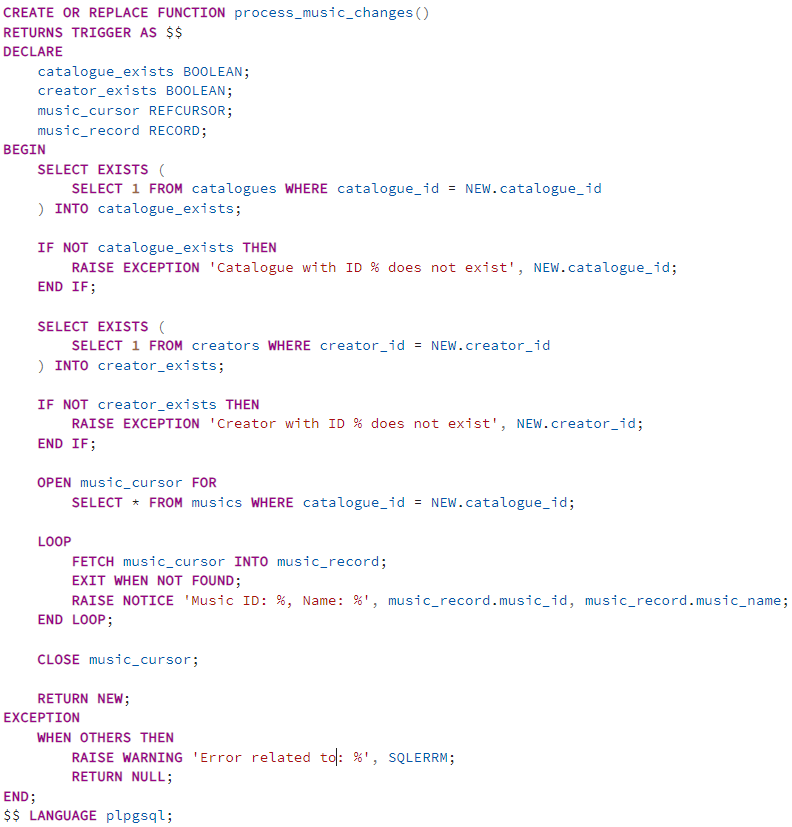 CREATE OR REPLACE FUNCTION process_music_changes()
RETURNS TRIGGER AS $$
DECLARE
    catalogue_exists BOOLEAN;
    creator_exists BOOLEAN;
    music_cursor REFCURSOR;
    music_record RECORD;
BEGIN
    SELECT EXISTS (
        SELECT 1 FROM catalogues WHERE catalogue_id = NEW.catalogue_id
    ) INTO catalogue_exists;

    IF NOT catalogue_exists THEN
        RAISE EXCEPTION 'Catalogue with ID % does not exist', NEW.catalogue_id;
    END IF;

    SELECT EXISTS (
        SELECT 1 FROM creators WHERE creator_id = NEW.creator_id
    ) INTO creator_exists;

    IF NOT creator_exists THEN
        RAISE EXCEPTION 'Creator with ID % does not exist', NEW.creator_id;
    END IF;

    OPEN music_cursor FOR
        SELECT * FROM musics WHERE catalogue_id = NEW.catalogue_id;

    LOOP
        FETCH music_cursor INTO music_record;
        EXIT WHEN NOT FOUND;
        RAISE NOTICE 'Music ID: %, Name: %', music_record.music_id, music_record.music_name;
    END LOOP;

    CLOSE music_cursor;

    RETURN NEW;
EXCEPTION
    WHEN OTHERS THEN
        RAISE WARNING 'Error related to: %', SQLERRM;
        RETURN NULL;
END;
$$ LANGUAGE plpgsql;